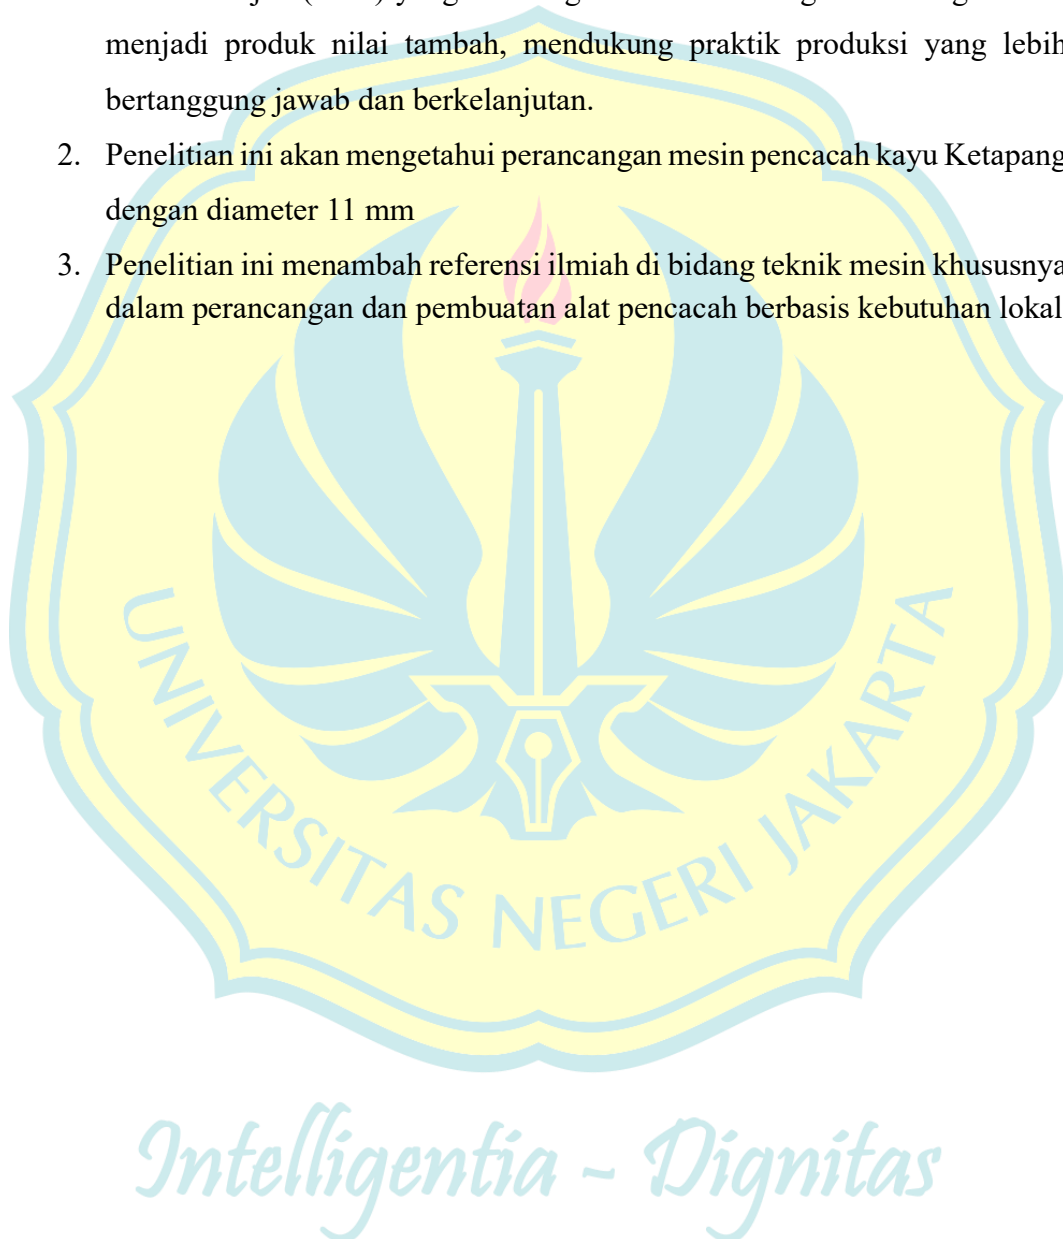 menjadi produk nilai tambah, mendukung praktik produksi yang lebih
bertanggung jawab dan berkelanjutan.
2. Penelitian ini akan mengetahui perancangan mesin pencacah kayu Ketapang
dengan diameter 11 mm
3. Penelitian ini menambah referensi ilmiah di bidang teknik mesin khususnya
dalam perancangan dan pembuatan alat pencacah berbasis kebutuhan lokal
UNIVERSITAS NEGERI JAKARTA
Intelligentia - Dignitas